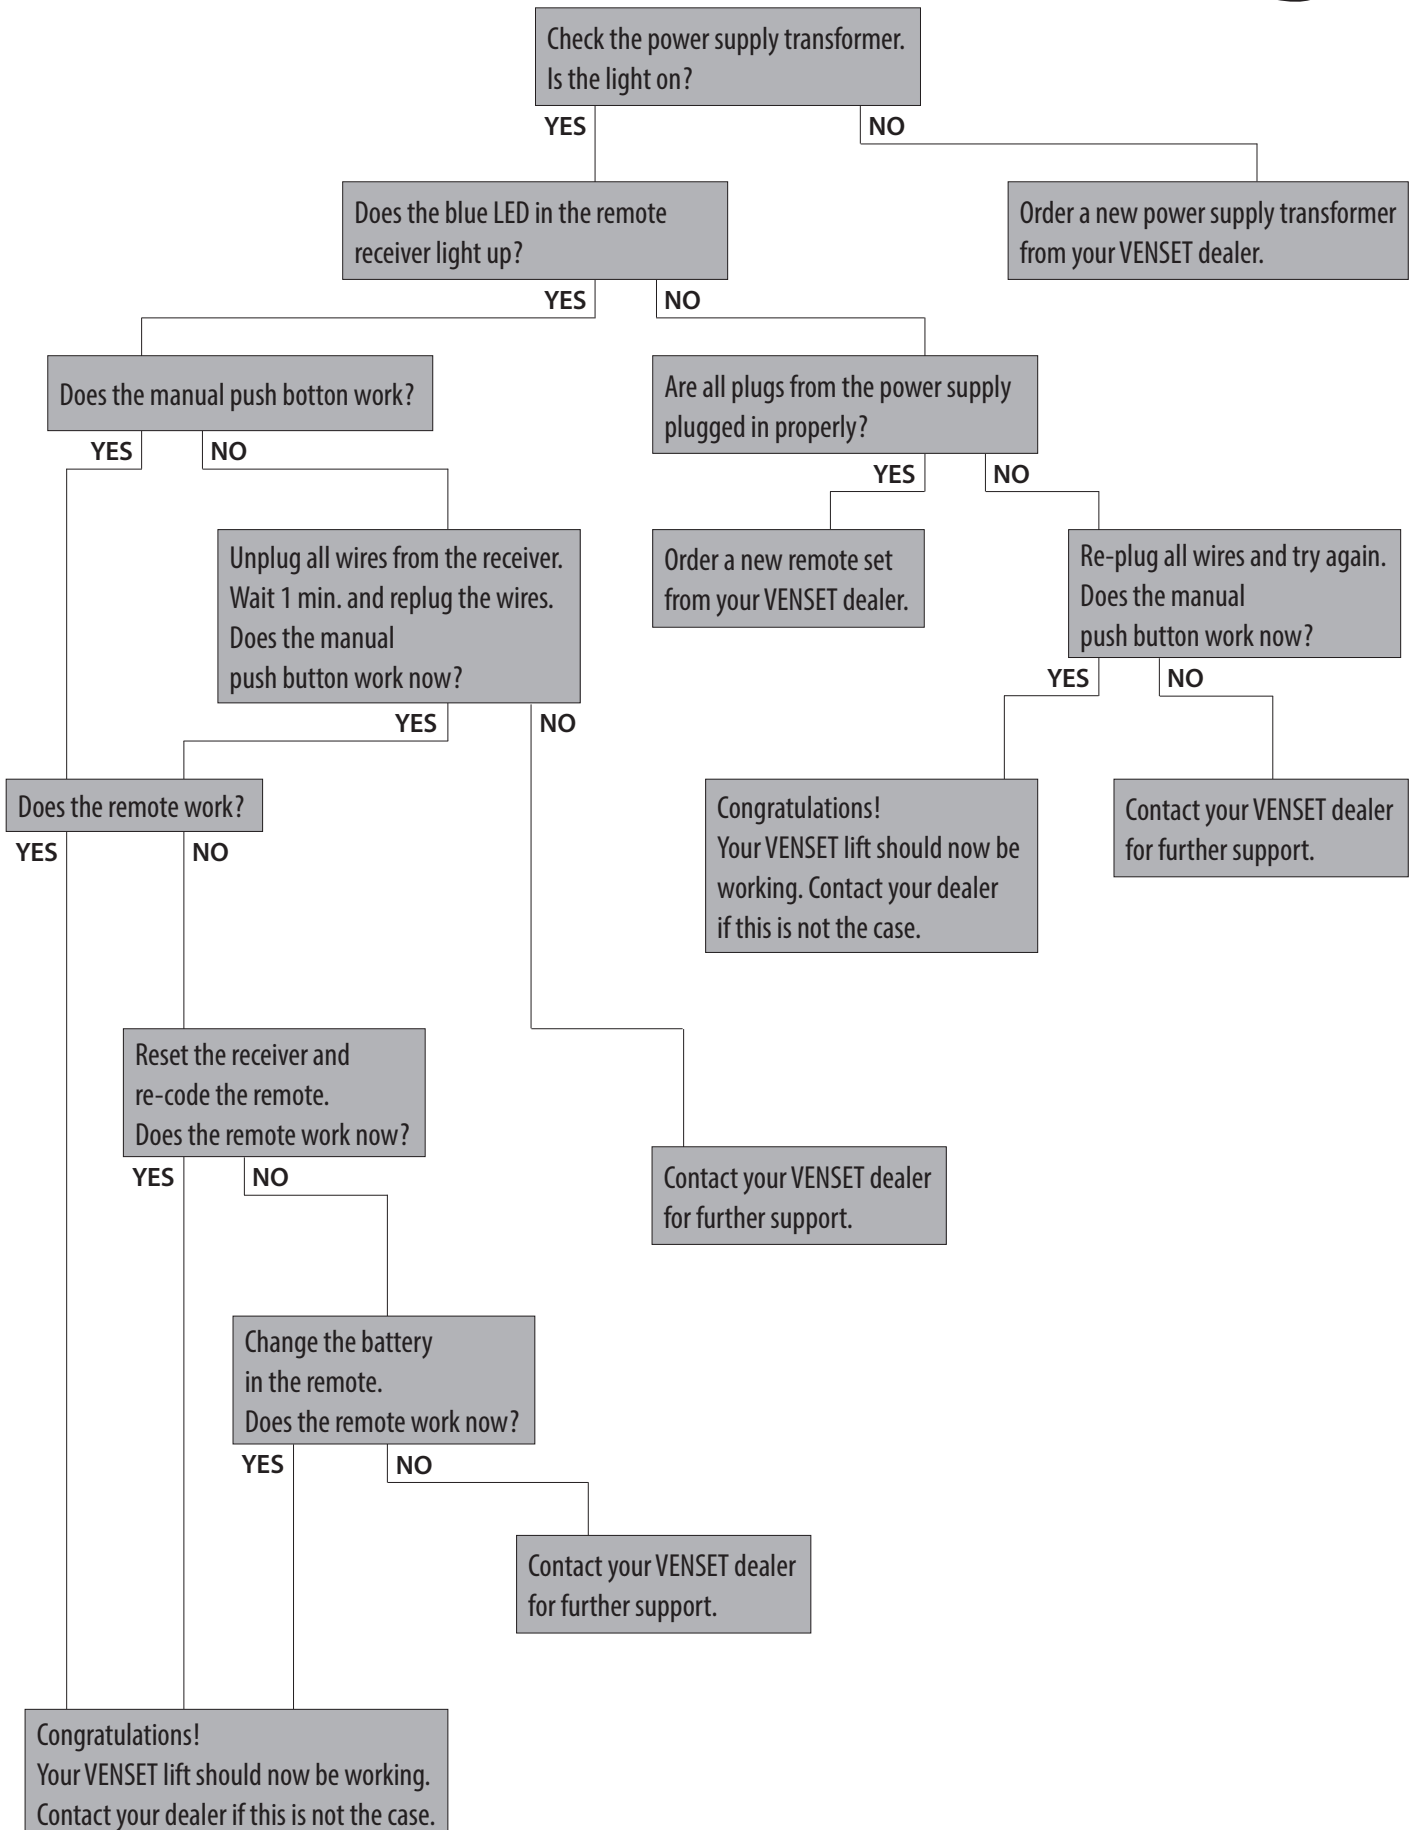 Check the power supply transformer.
Is the light on?
YES
NO
Does the blue LED in the remote
receiver light up?
Order a new power supply transformer
from your VENSET dealer.
YES
NO
Does the manual push botton work?
Are all plugs from the power supply
plugged in properly?
YES
NO
YES
NO
Unplug all wires from the receiver.
Wait 1 min. and replug the wires.
Does the manual
push button work now?
Order a new remote set
from your VENSET dealer.
Re-plug all wires and try again.
Does the manual
push button work now?
YES
NO
YES
NO
Does the remote work?
Congratulations!
Your VENSET lift should now be
working. Contact your dealer
if this is not the case.
Contact your VENSET dealer
for further support.
YES
NO
Reset the receiver and
re-code the remote.
Does the remote work now?
YES
NO
Contact your VENSET dealer
for further support.
Change the battery
in the remote.
Does the remote work now?
YES
NO
Contact your VENSET dealer
for further support.
Congratulations!
Your VENSET lift should now be working.
Contact your dealer if this is not the case.